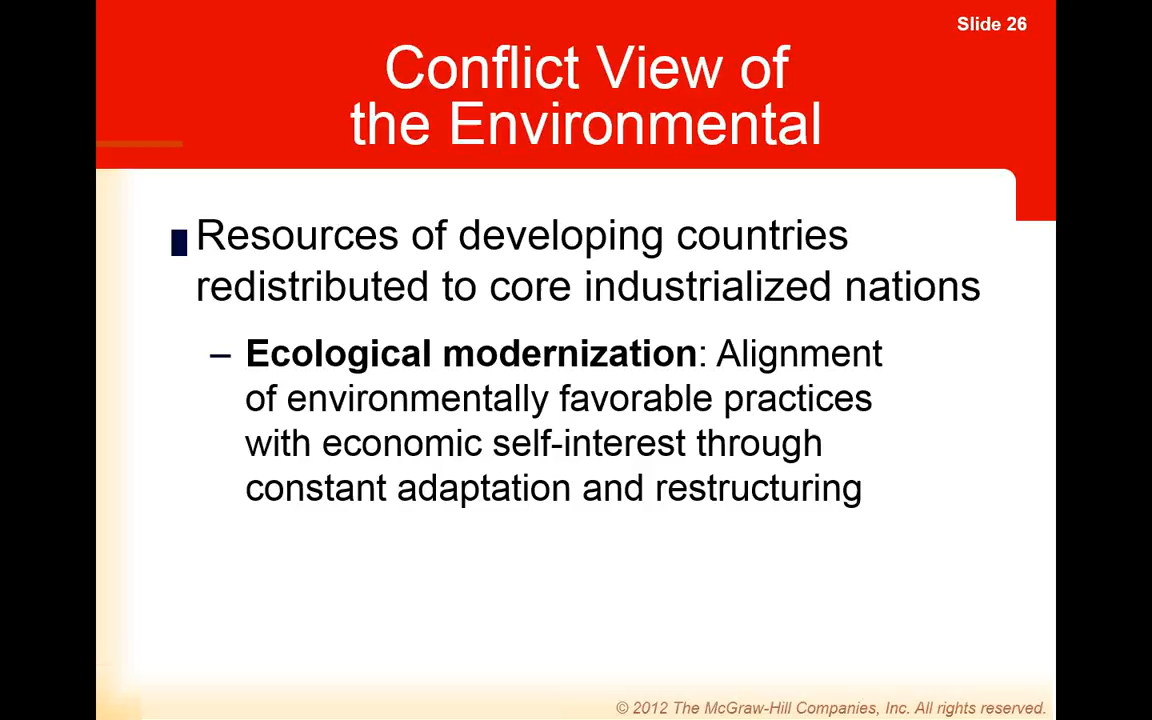 Slide 26
Conflict View of
the Environmental
Resources of developing countries
redistributed to core industrialized nations
– Ecological modernization: Alignment
of environmentally favorable practices
with economic self-interest through
constant adaptation and restructuring
© 2012 The McGraw-Hill Companies, Inc. All rights reserved.